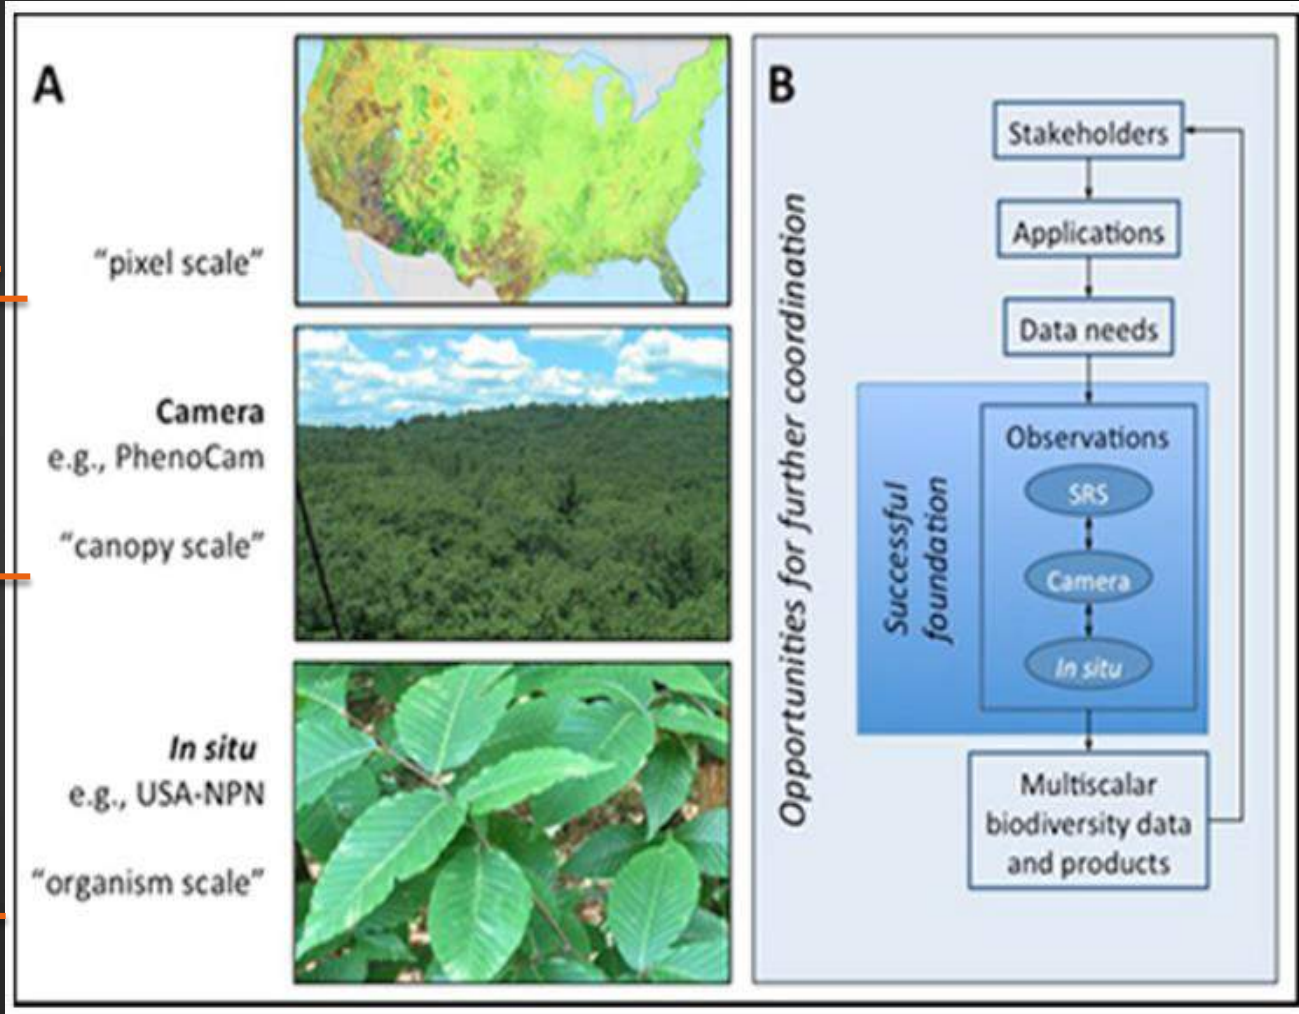 A
"pixel scale"
Camera
e.g., PhenoCam
"canopy scale"
In situ
e.g., USA-NPN
"organism scale"
B
Opportunities for further coordination
Stakeholders
Applications
Data needs
Successful
foundation
Observations
SRS
Camera
In situ
Multiscalar
biodiversity data
and products